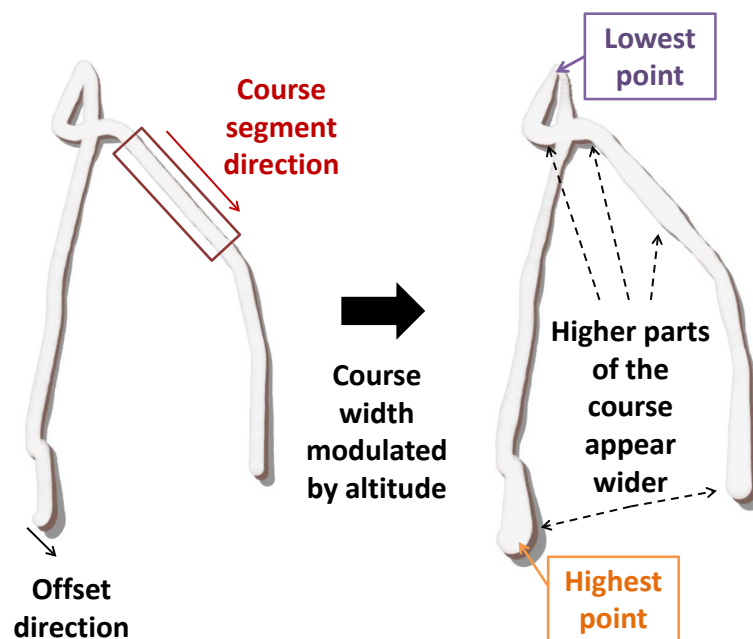 Lowest
point
Course
segment
direction
Higher parts
of the
course
appear
wider
Course
width
modulated
by altitude
Offset
direction
Highest
point